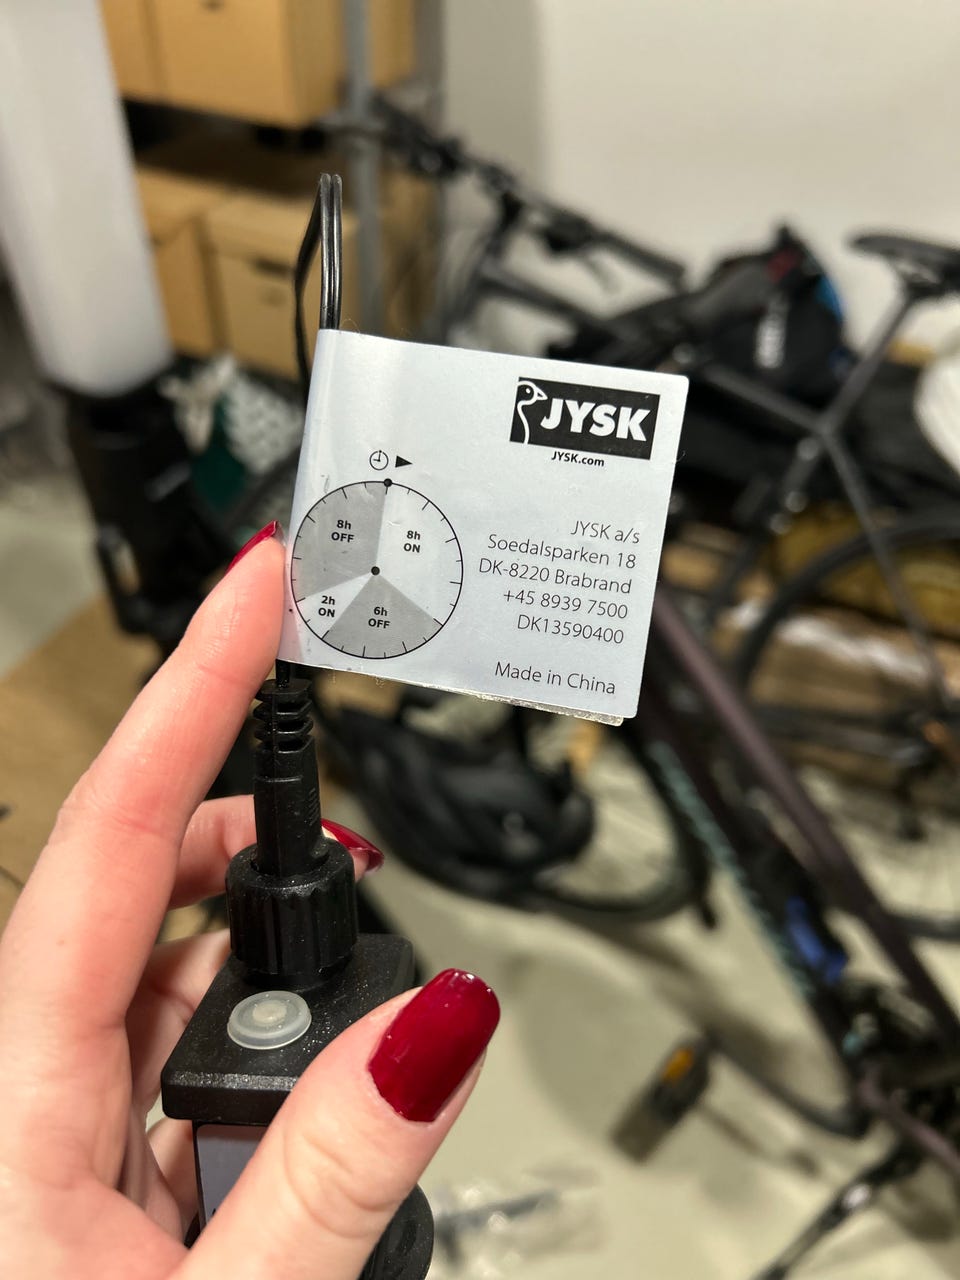 JYSK
JYSK.com
8h
OFF
8h
ON
2h
ON
6h
OFF
JYSK a/s
Soedalsparken 18
DK-8220 Brabrand
+45 8939 7500
DK13590400
Made in China